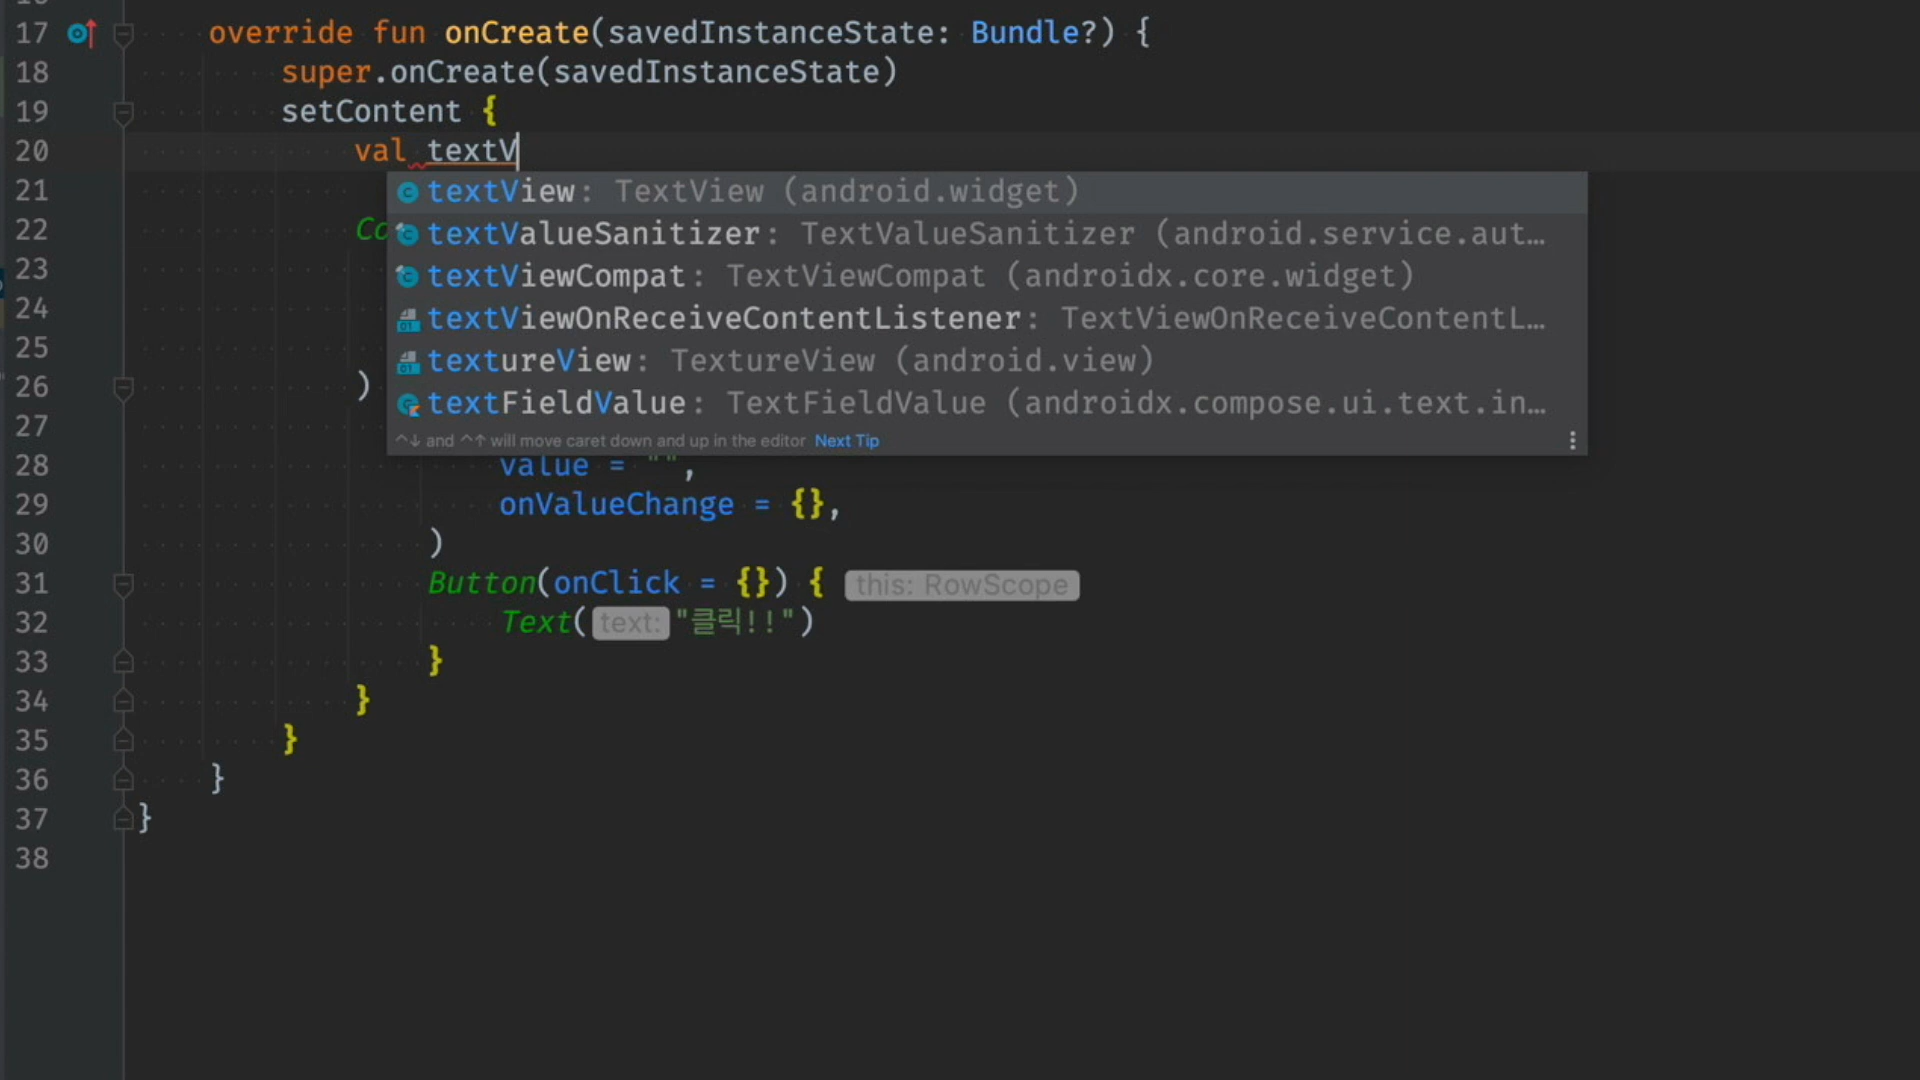 17 override fun onCreate(savedInstanceState: Bundle?) {
18 super.onCreate(savedInstanceState)
19 setContent {
20 val textV
21 textView: TextView (android.widget)
22 Co textValueSanitizer: TextValueSanitizer (android.service.aut…
23 textViewCompat: TextViewCompat (androidx.core.widget)
24 textViewOnReceiveContentListener: TextViewOnReceiveContentL…
25 textureView: TextureView (android.view)
26 ) textFieldValue: TextFieldValue (androidx.compose.ui.text.in…
27 ^↓ and ^↑ will move caret down and up in the editor Next Tip
28 value = "",
29 onValueChange = {},
30 )
31 Button(onClick = {}) { this: RowScope
32 Text( text: "클릭!!")
33 }
34 }
35 }
36 }
37 }
38